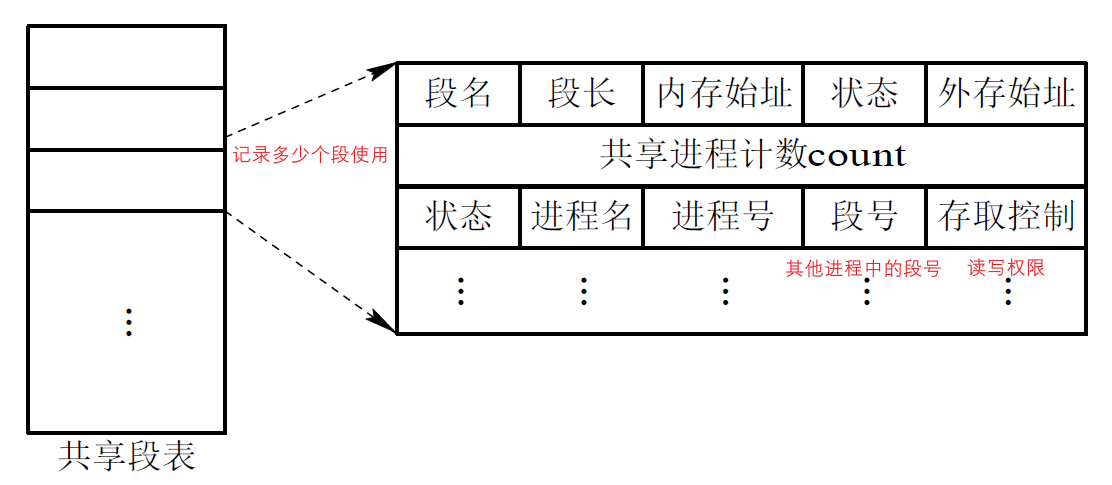 段名 段长 内存始址 状态 外存始址
记录多少个段使用
共享进程计数count
状态 进程名 进程号 段号 存取控制
其他进程中的段号 读写权限
共享段表